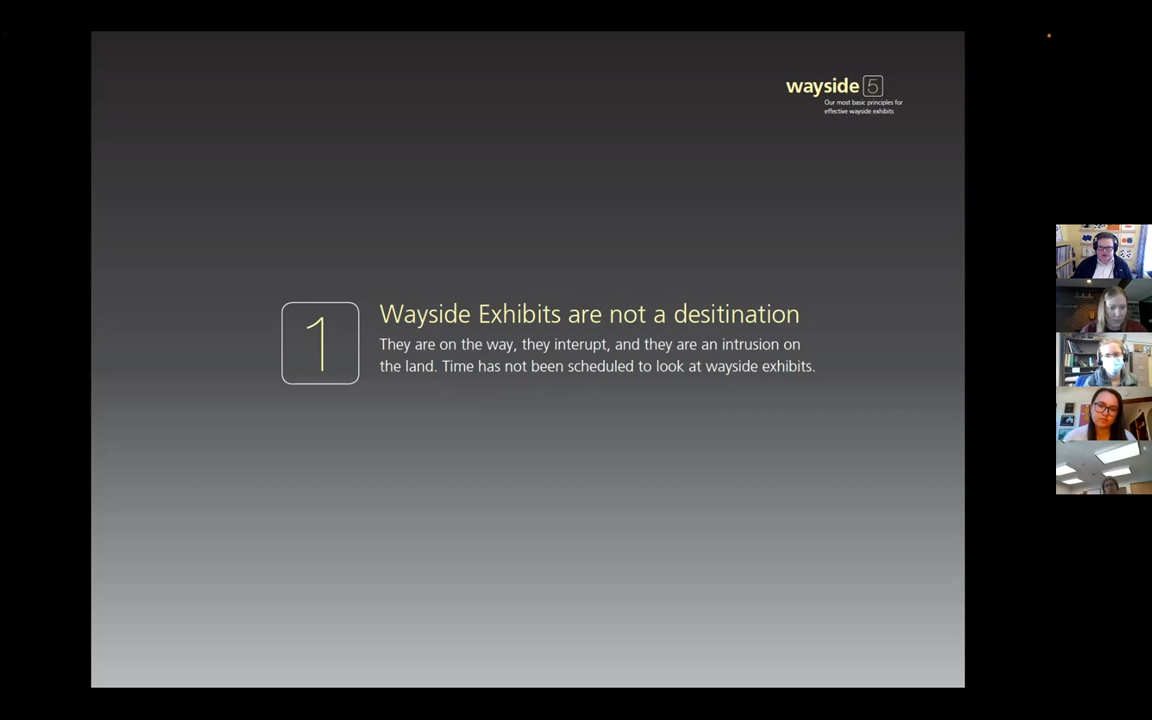 wayside 5
Our most basic principles for
effective wayside exhibits
1
Wayside Exhibits are not a desitination
They are on the way, they interupt, and they are an intrusion on
the land. Time has not been scheduled to look at wayside exhibits.